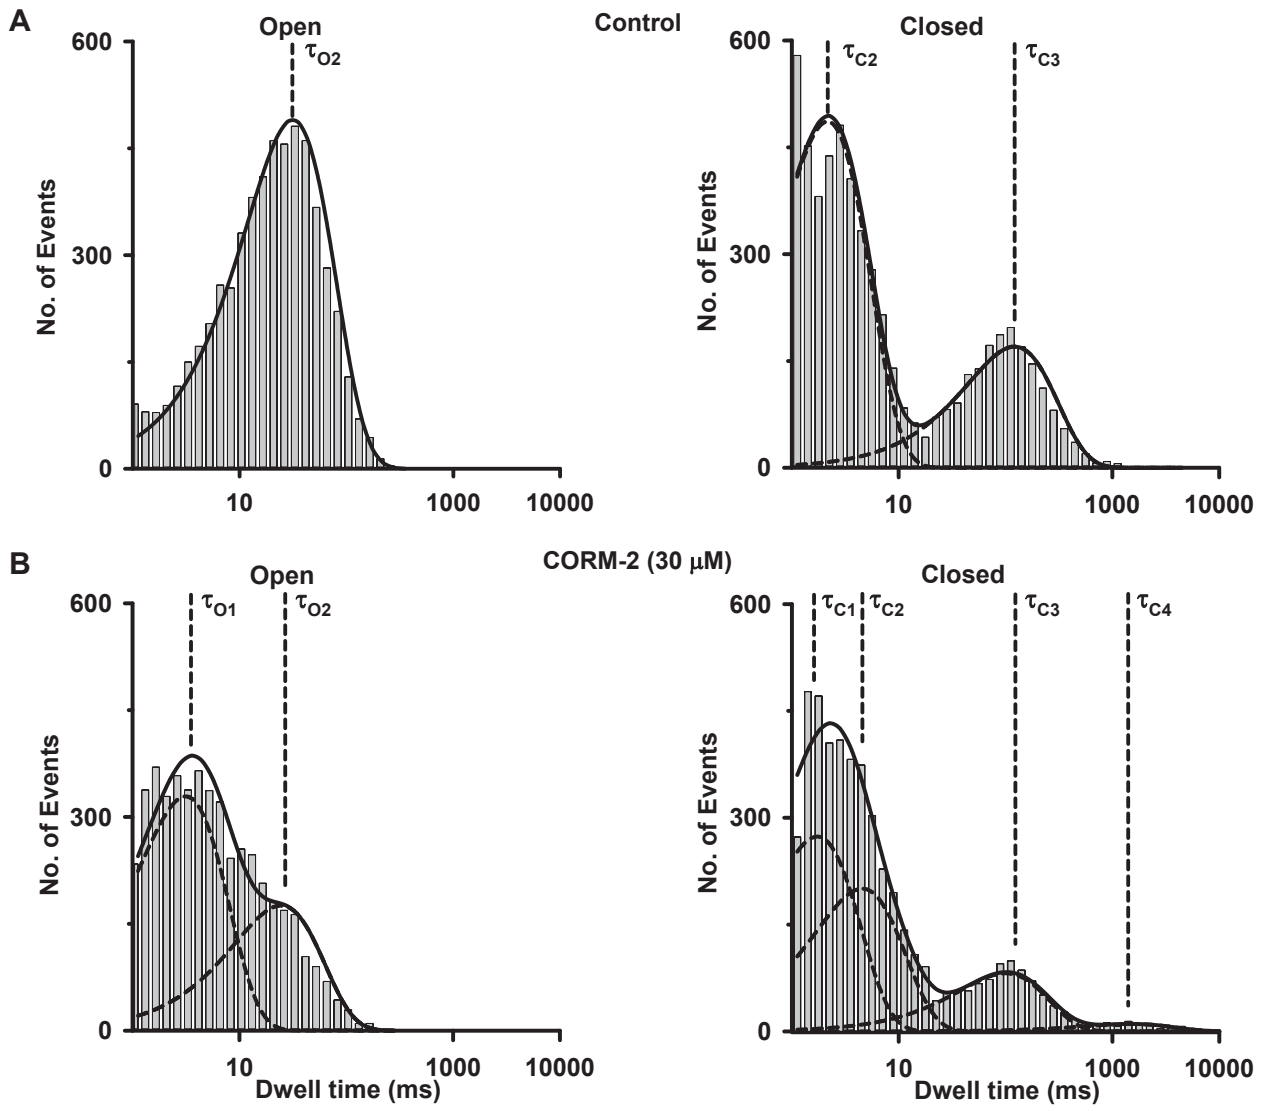 A
Open
Control
Closed
600
τO2
600
τC2
τC3
No. of Events
No. of Events
300
300
0
0
10
1000
10000
10
1000
10000
B
CORM-2 (30 μM)
Open
Closed
600
τO1
τO2
600
τC1
τC2
τC3
τC4
No. of Events
No. of Events
300
300
0
0
10
1000
10000
10
1000
10000
Dwell time (ms)
Dwell time (ms)